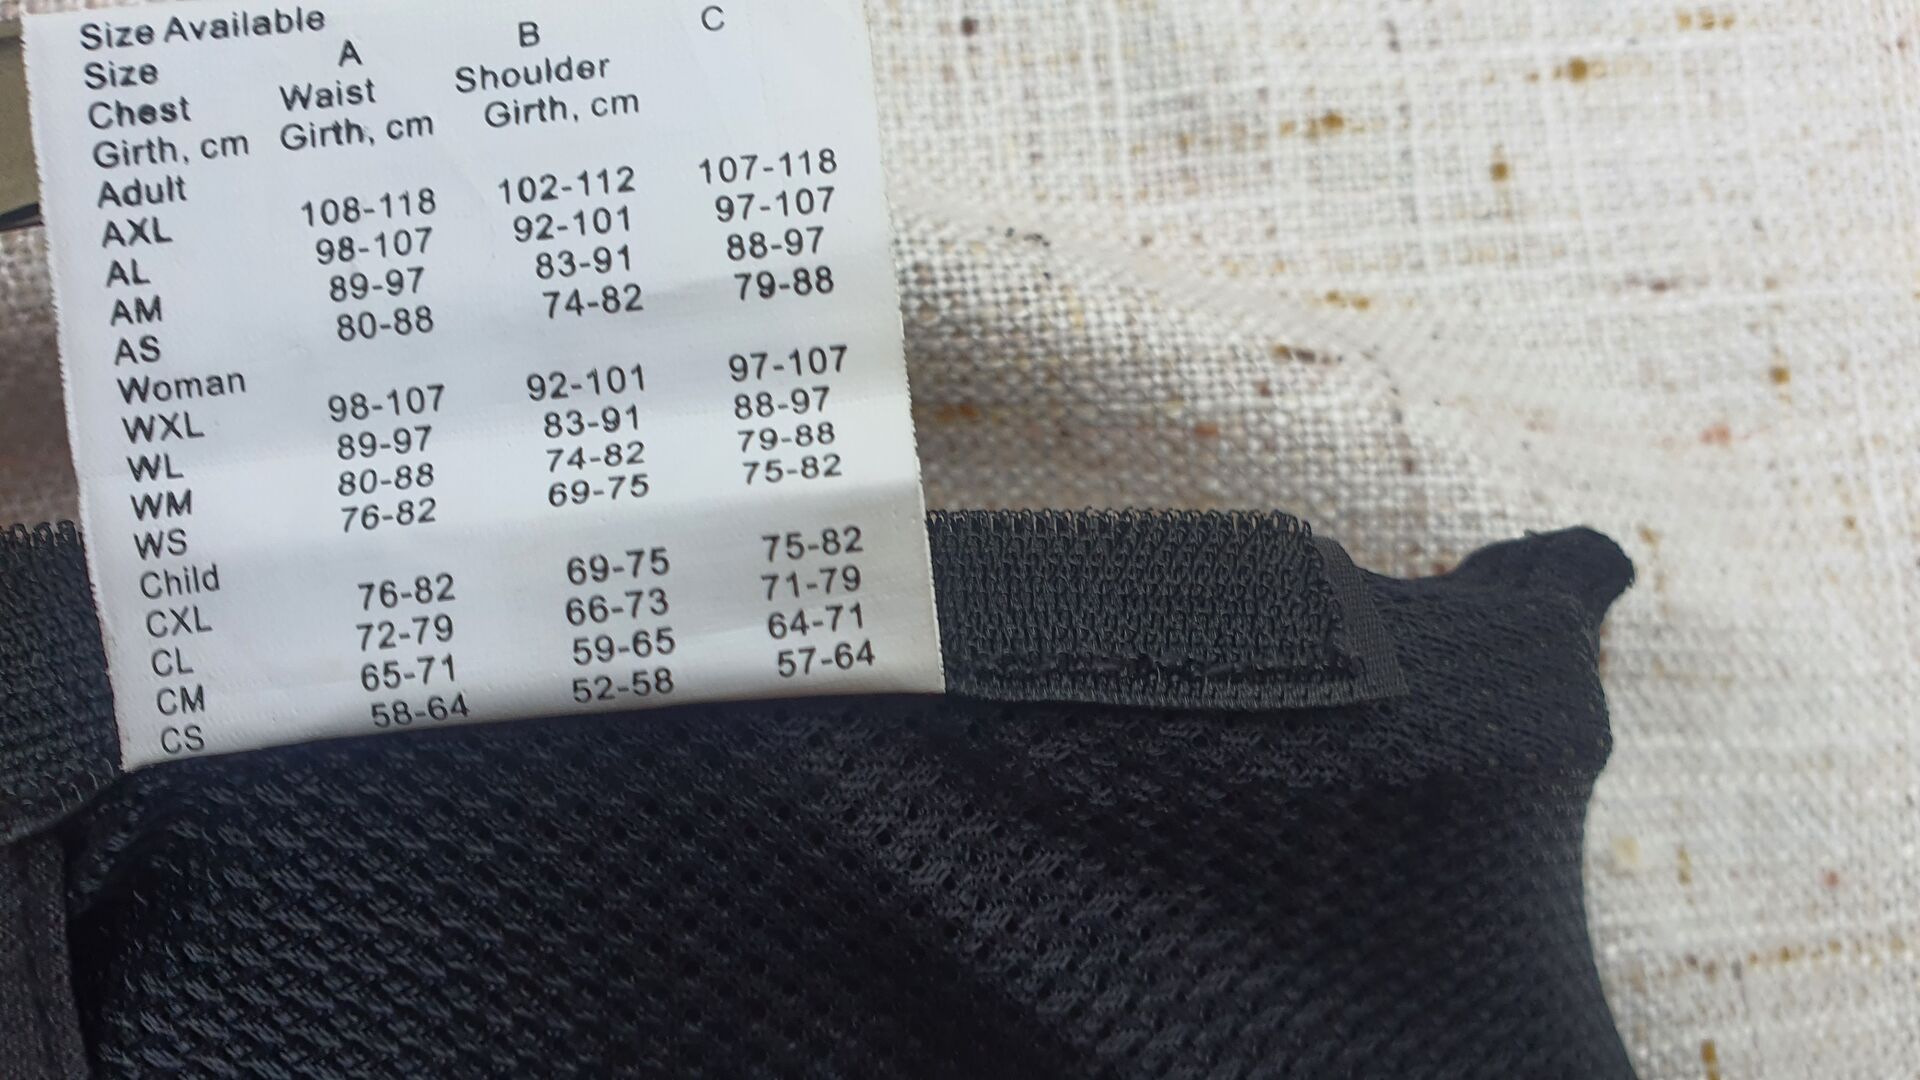 Size Available
Size A B C
Chest Waist Shoulder
Girth, cm Girth, cm Girth, cm
Adult
AXL 108-118 102-112 107-118
AL 98-107 92-101 97-107
AM 89-97 83-91 88-97
AS 80-88 74-82 79-88
Woman
WXL 98-107 92-101 97-107
WL 89-97 83-91 88-97
WM 80-88 74-82 79-88
WS 76-82 69-75 75-82
Child
CXL 76-82 69-75 75-82
CL 72-79 66-73 71-79
CM 65-71 59-65 64-71
CS 58-64 52-58 57-64